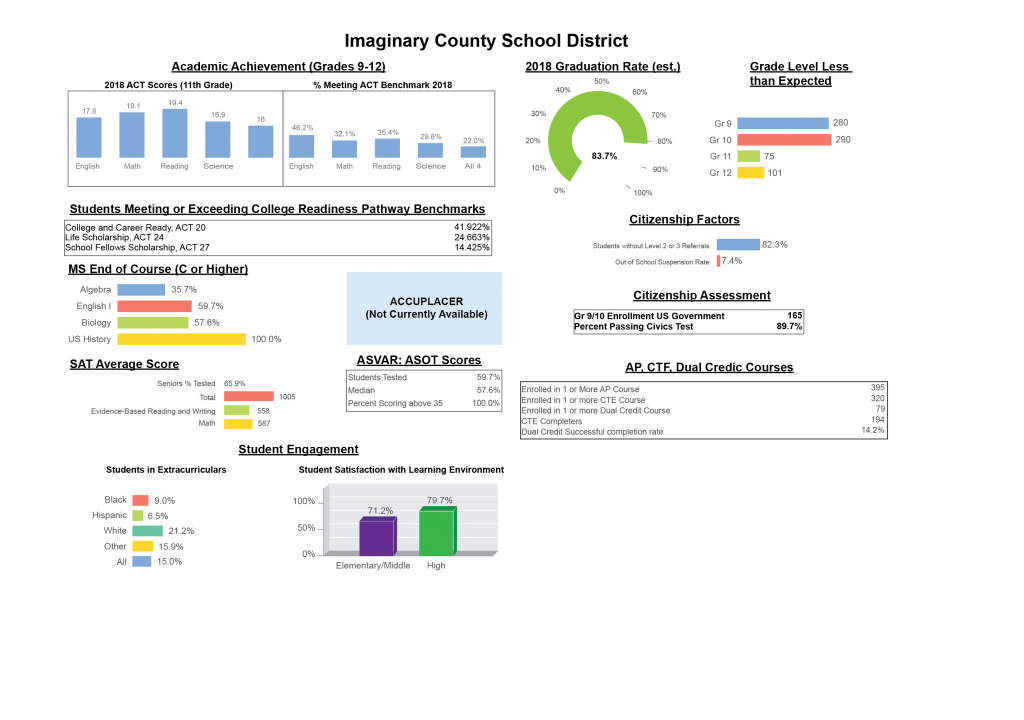 Imaginary County School District
Academic Achievement (Grades 9-12)
2018 ACT Scores (11th Grade)
17.8
19.1
19.4
16.9
16
English
Math
Reading
Science
% Meeting ACT Benchmark 2018
46.2%
32.1%
35.4%
29.6%
22.0%
English
Math
Reading
Science
All 4
2018 Graduation Rate (est.)
0%
10%
20%
30%
40%
50%
60%
70%
80%
90%
100%
83.7%
Grade Level Less
than Expected
Gr 9 280
Gr 10 290
Gr 11 75
Gr 12 101
Students Meeting or Exceeding College Readiness Pathway Benchmarks
College and Career Ready, ACT 20 41.922%
Life Scholarship, ACT 24 24.663%
School Fellows Scholarship, ACT 27 14.425%
Citizenship Factors
Students without Level 2 or 3 Referrals 82.3%
Out of School Suspension Rate 7.4%
MS End of Course (C or Higher)
Algebra 35.7%
English I 59.7%
Biology 57.6%
US History 100.0%
ACCUPLACER
(Not Currently Available)
Citizenship Assessment
Gr 9/10 Enrollment US Government 165
Percent Passing Civics Test 89.7%
SAT Average Score
Seniors % Tested 65.9%
Total 1005
Evidence-Based Reading and Writing 558
Math 587
ASVAR: ASOT Scores
Students Tested 59.7%
Median 57.6%
Percent Scoring above 35 100.0%
AP, CTF, Dual Credic Courses
Enrolled in 1 or More AP Course 395
Enrolled in 1 or more CTE Course 320
Enrolled in 1 or more Dual Credit Course 79
CTE Completers 194
Dual Credit Successful completion rate 14.2%
Student Engagement
Students in Extracurriculars
Black 9.0%
Hispanic 6.5%
White 21.2%
Other 15.9%
All 15.0%
Student Satisfaction with Learning Environment
100%
50%
0%
71.2%
79.7%
Elementary/Middle
High